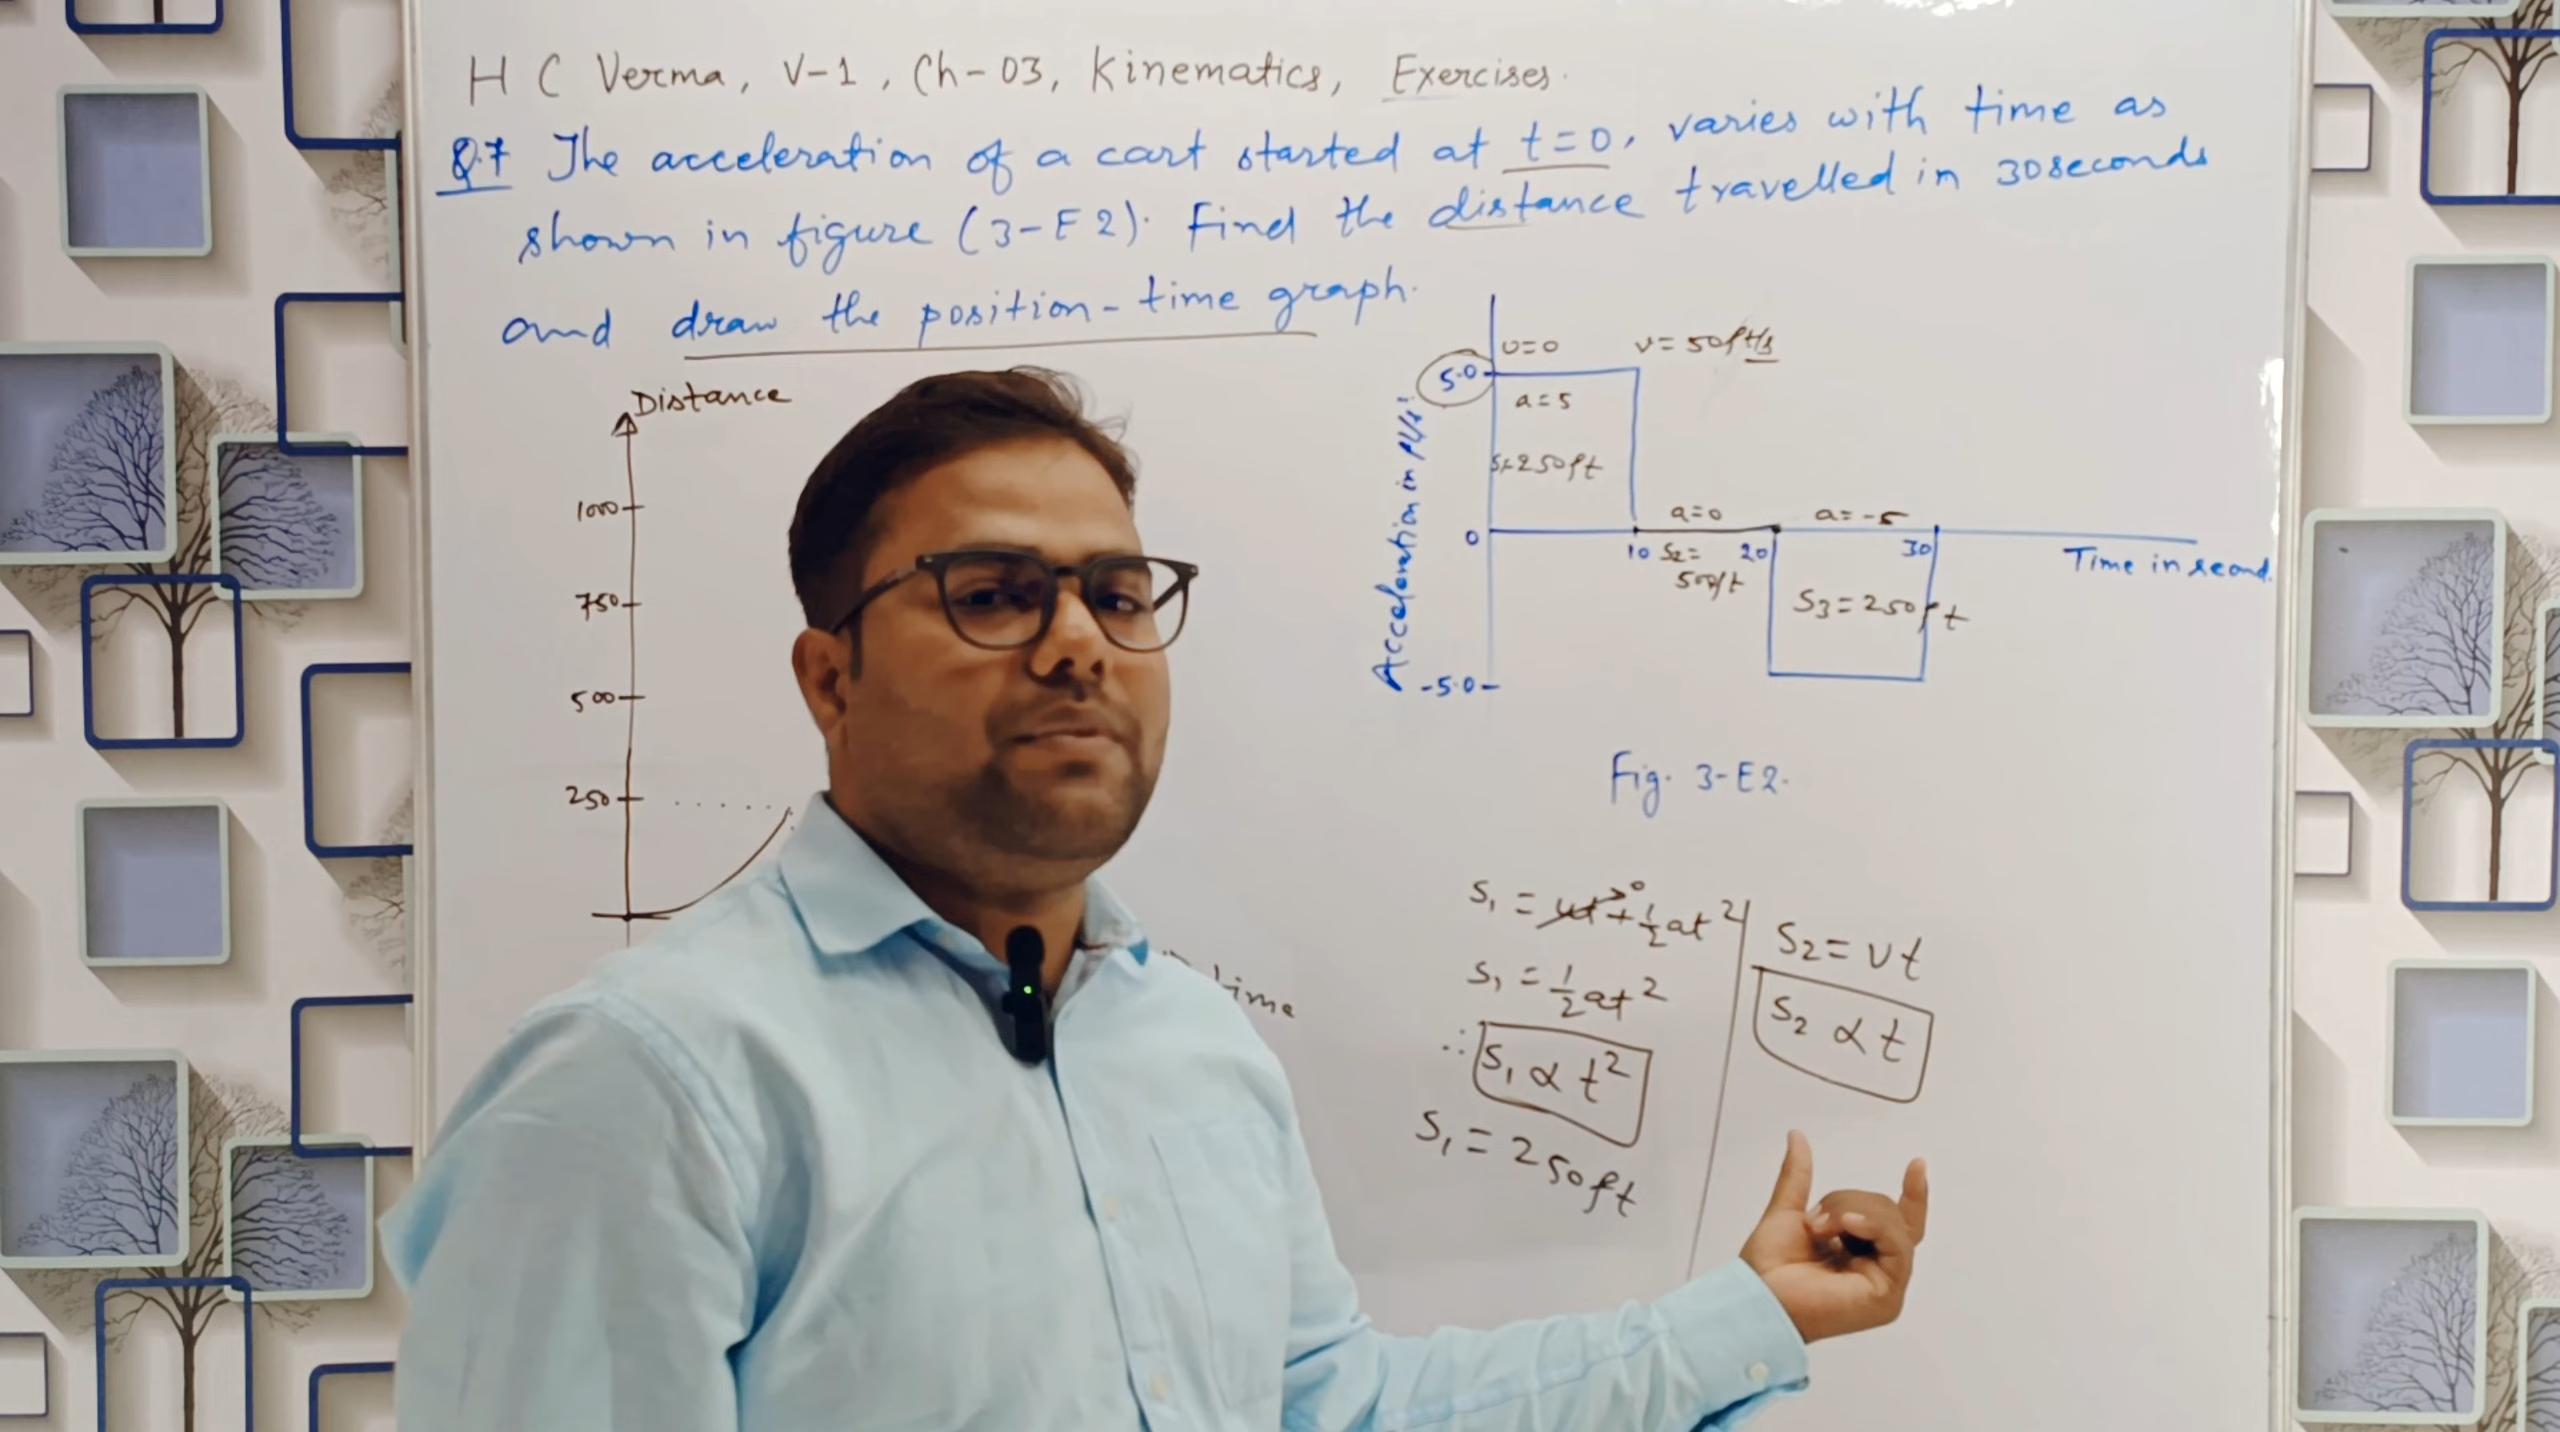 H C Verma, V-1, Ch-03, Kinematics, Exercises.
Q.7 The acceleration of a cart started at t=0, varies with time as
shown in figure (3-E2). Find the distance travelled in 30 seconds
and draw the position-time graph.
Distance
1000
750
500
250
u=0
v=50ft/s
5.0
a=5
S1=250ft
Acceleration in ft/s²
0
a=0
a=-5
10
20
30
S2=
500ft
S3=250ft
Time in second.
-5.0
Fig. 3-E2.
S1 = ut + 1/2 at²
S1 = 1/2 at²
∴ S1 ∝ t²
S1 = 250ft
S2 = vt
S2 ∝ t